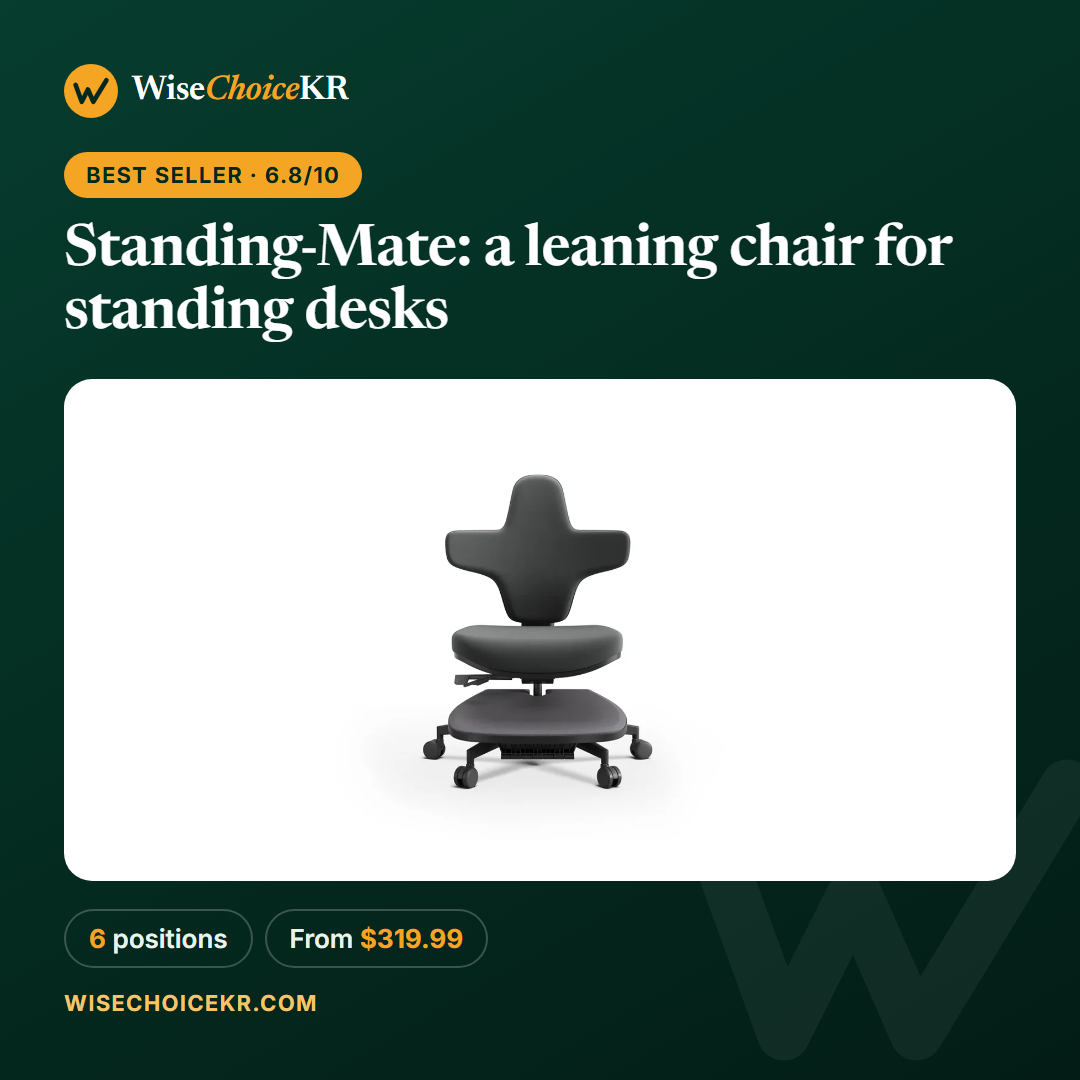 WiseChoiceKR
BEST SELLER · 6.8/10
Standing-Mate: a leaning chair for
standing desks
6 positions
From $319.99
WISECHOICEKR.COM